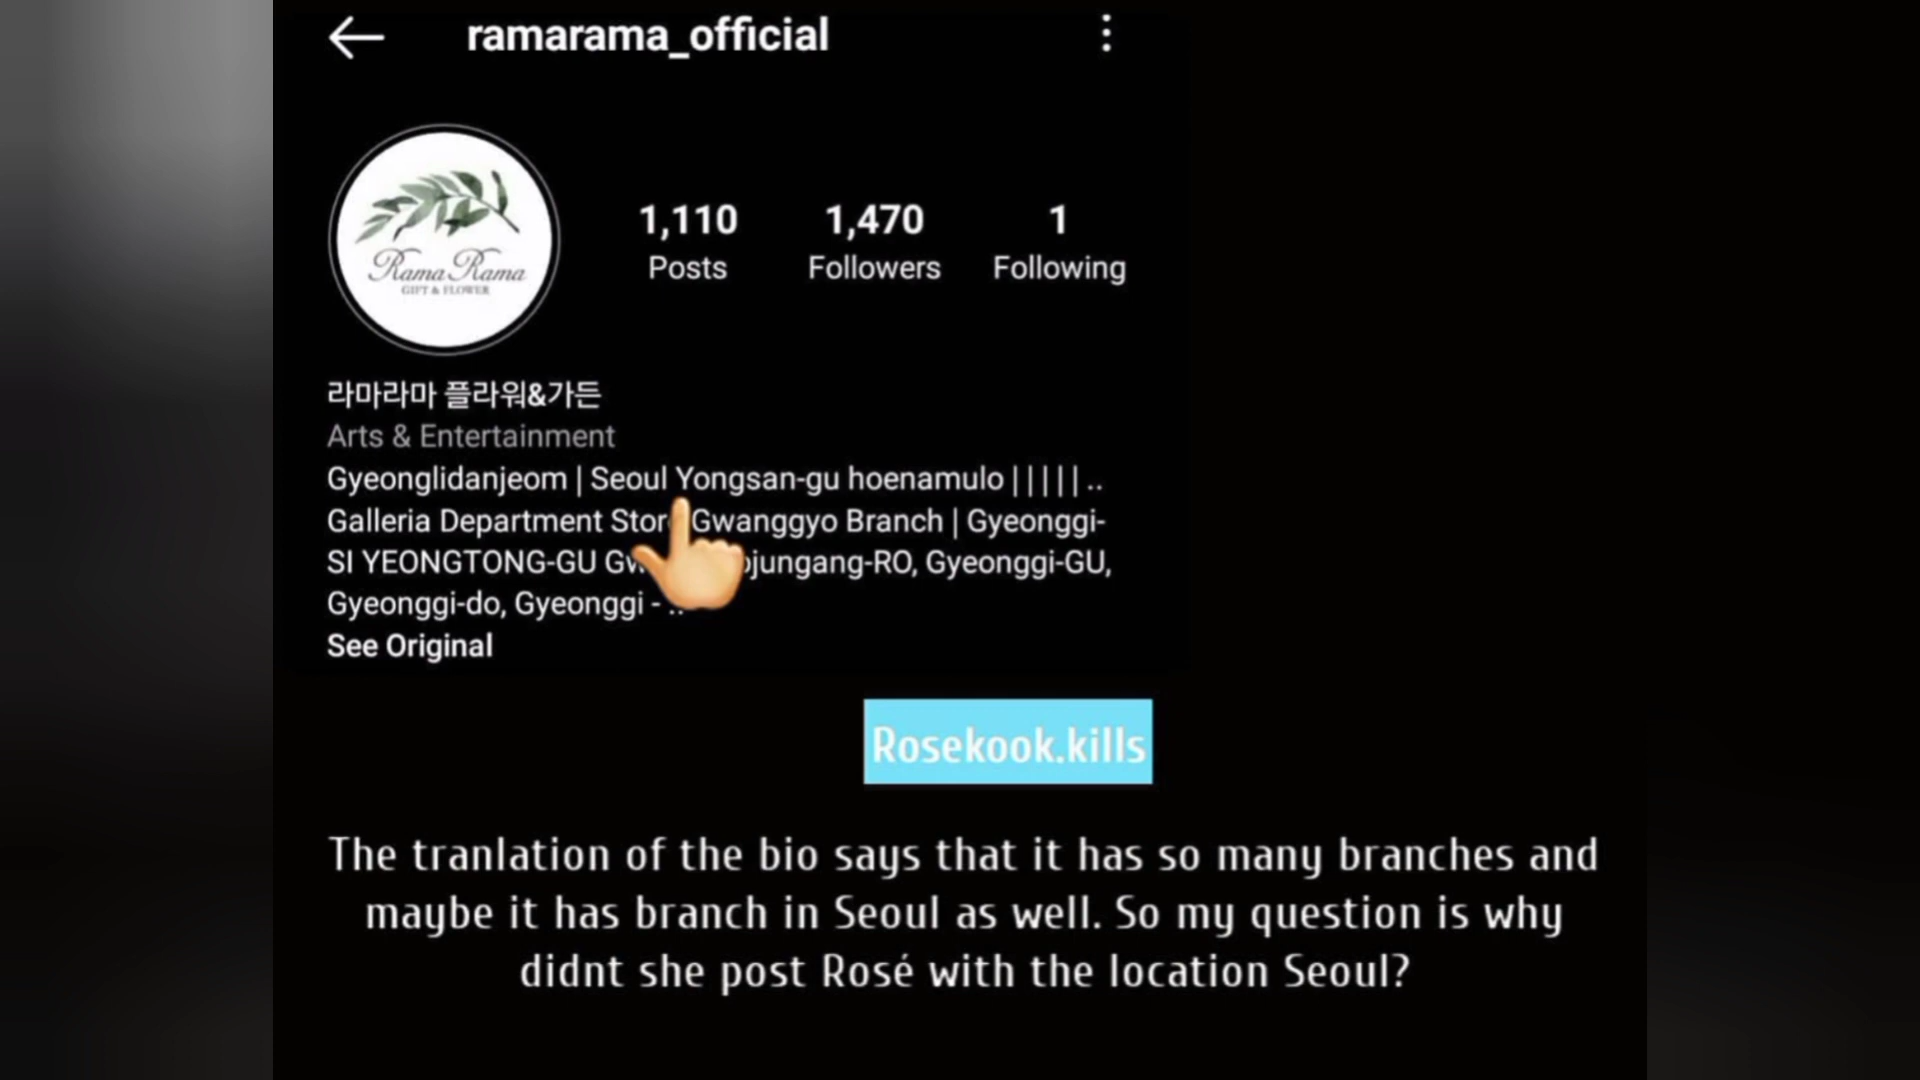 ramarama_official
Rama Rama
GIFT & FLOWER
1,110
Posts
1,470
Followers
1
Following
라마라마 플라워&가든
Arts & Entertainment
Gyeonglidanjeom | Seoul Yongsan-gu hoenamulo | | | | | ..
Galleria Department Stor Gwanggyo Branch | Gyeonggi-
SI YEONGTONG-GU jungang-RO, Gyeonggi-GU,
Gyeonggi-do, Gyeonggi - ..
See Original
Rosekook.kills
The tranlation of the bio says that it has so many branches and
maybe it has branch in Seoul as well. So my question is why
didnt she post Rosé with the location Seoul?